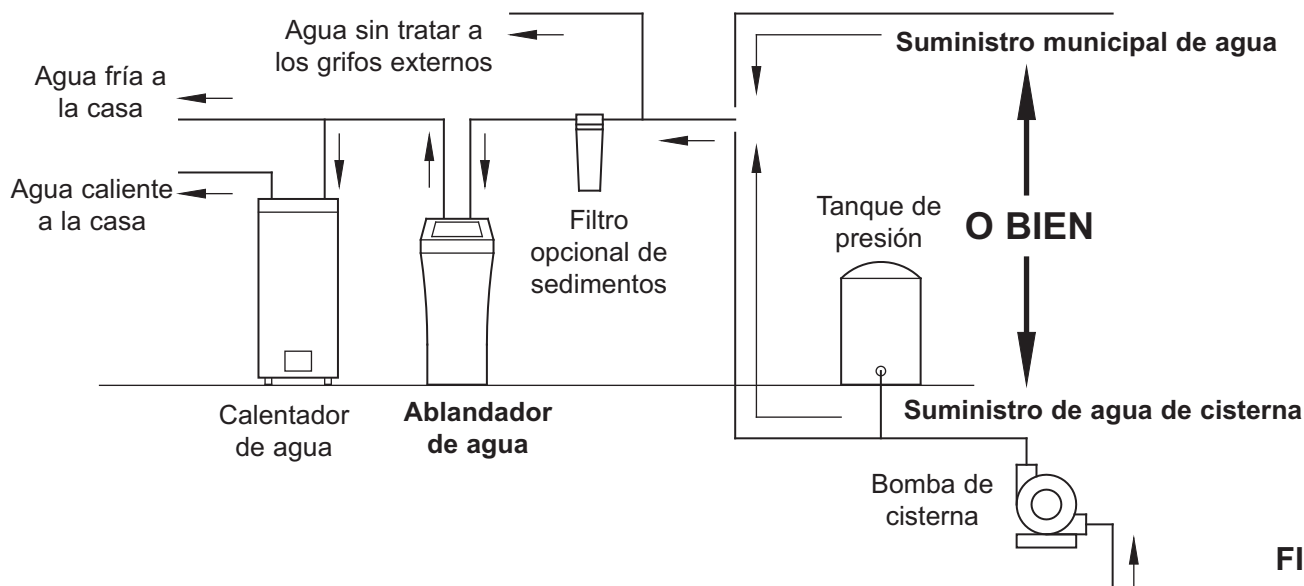 Agua sin tratar a
los grifos externos
Suministro municipal de agua
Agua fría a
la casa
Agua caliente
a la casa
Filtro
opcional de
sedimentos
Tanque de
presión
O BIEN
Calentador
de agua
Ablandador
de agua
Suministro de agua de cisterna
Bomba de
cisterna
FI